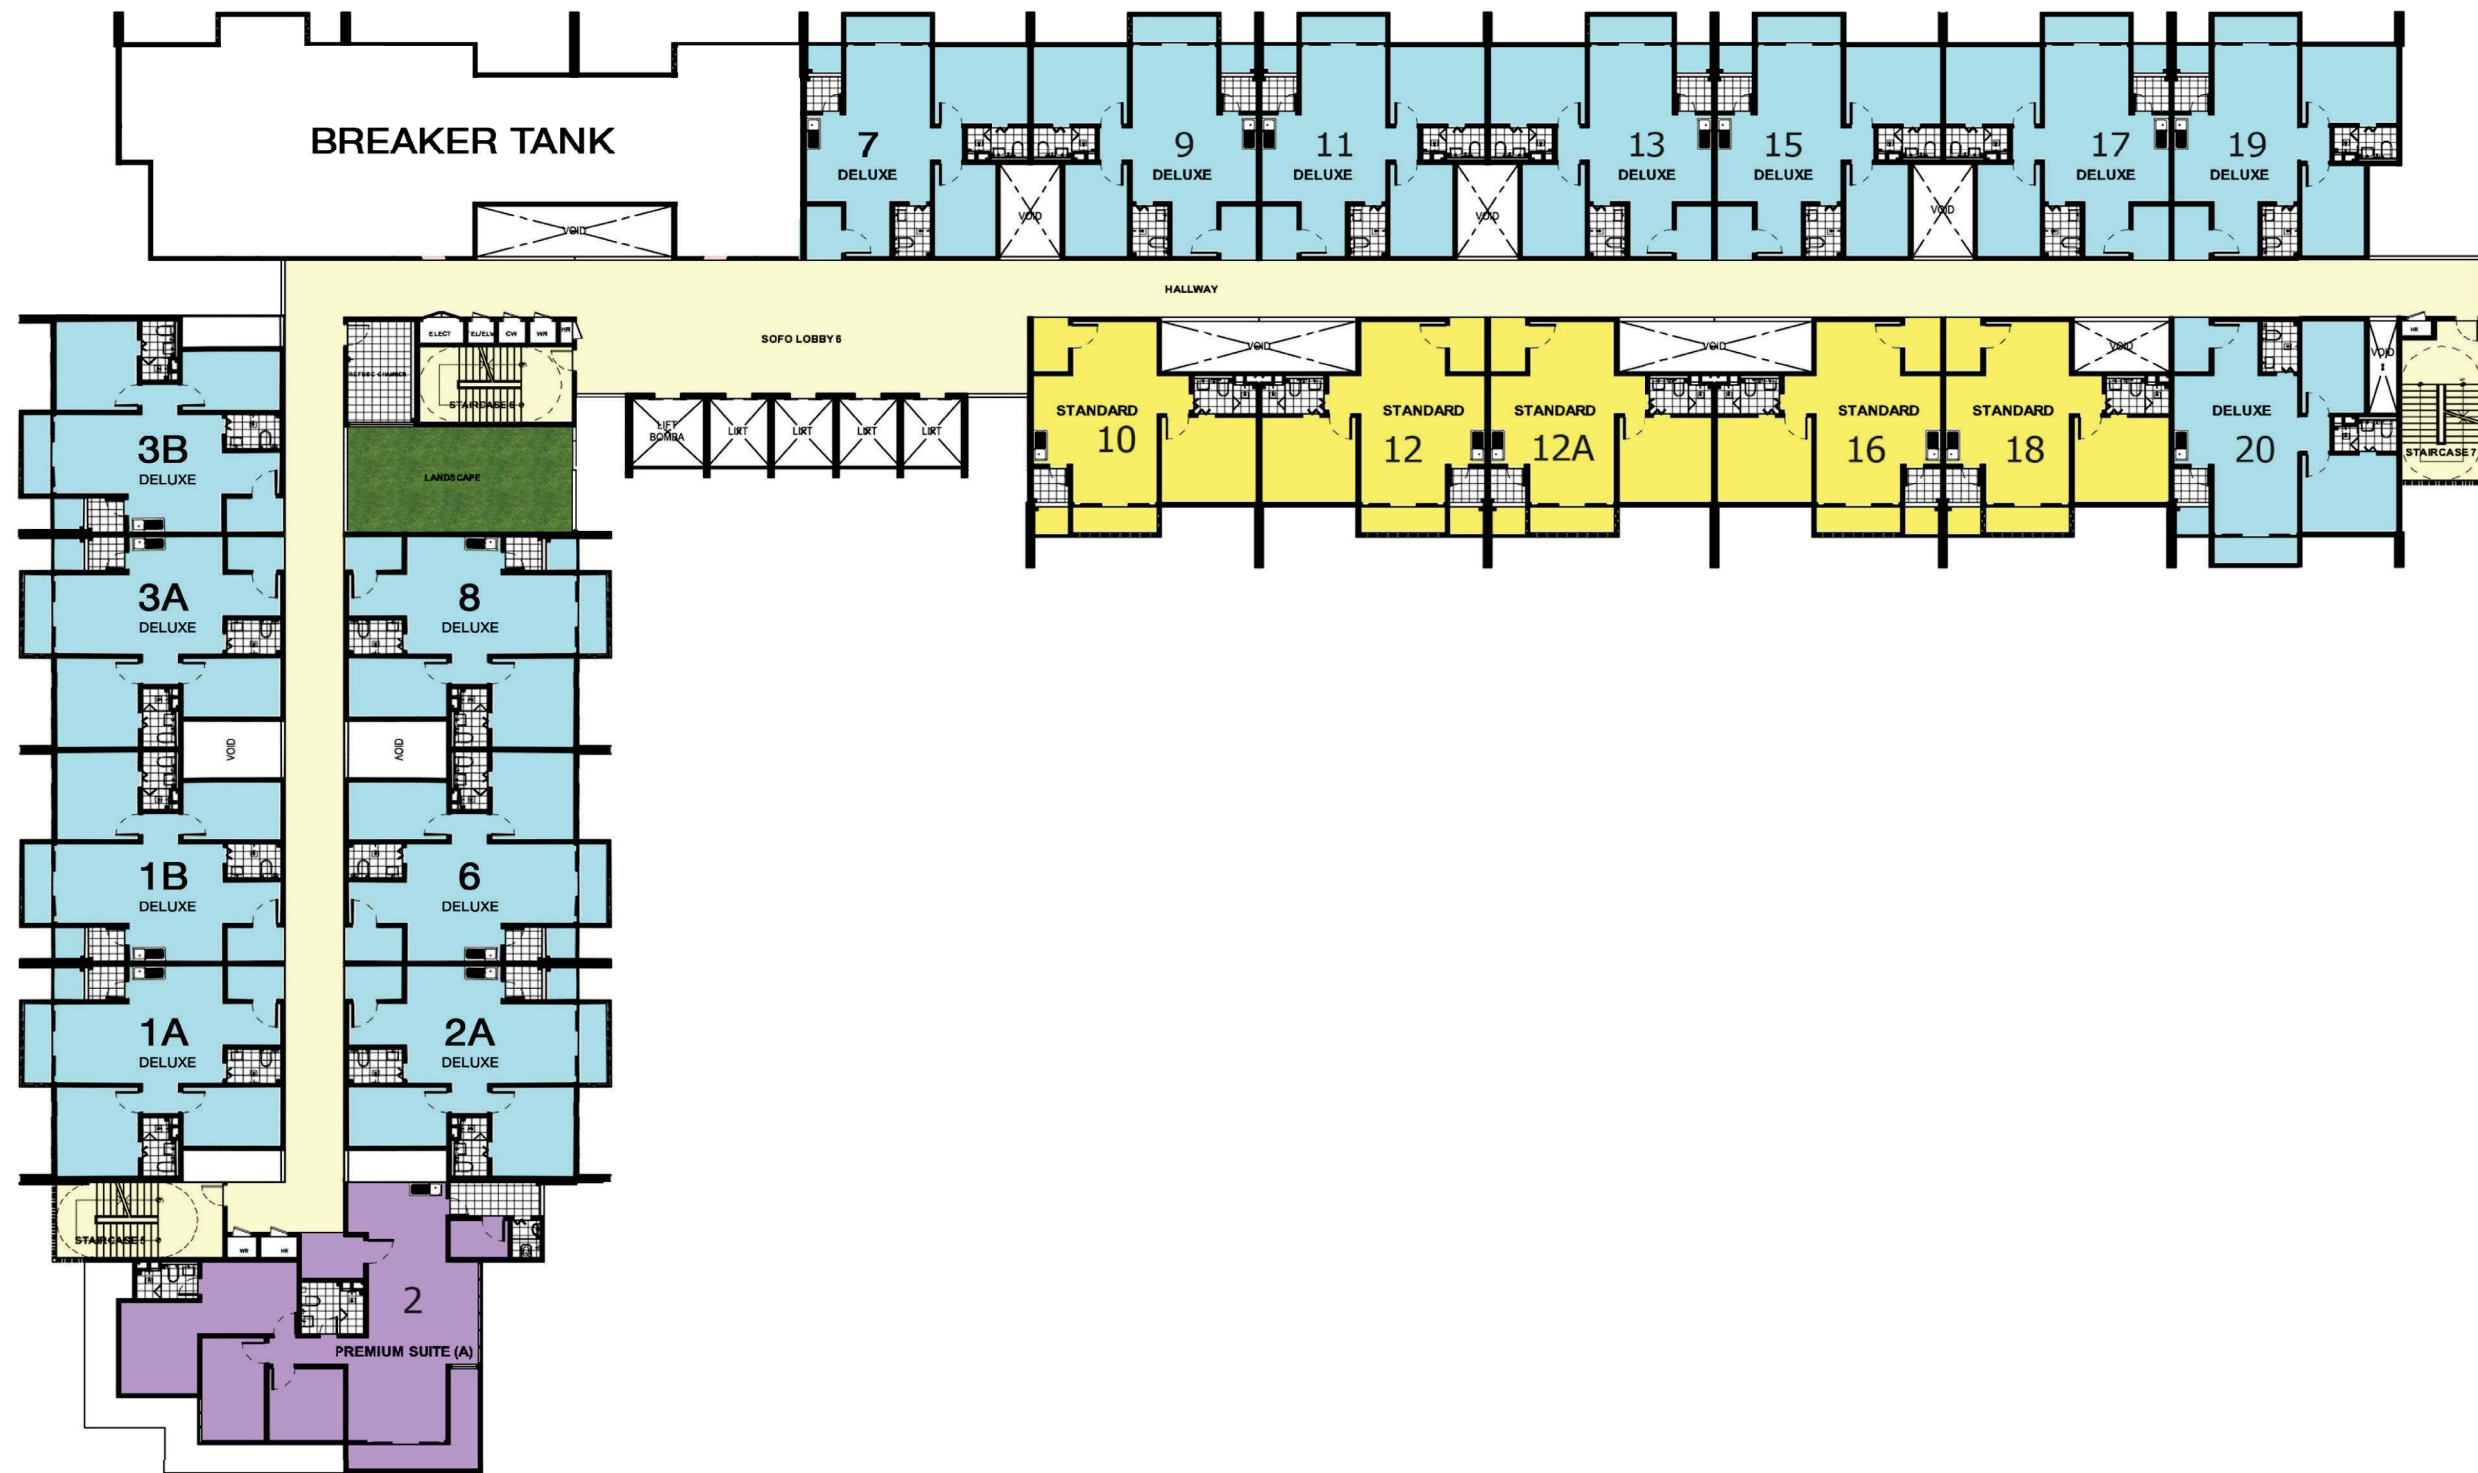 BREAKER TANK
VOID
7
DELUXE
VOID
9
DELUXE
11
DELUXE
VOID
13
DELUXE
15
DELUXE
VOID
17
DELUXE
19
DELUXE
HALLWAY
SOFO LOBBY 6
ELECT
TEL/ELV
CW
WR
HR
REFUSE CHAMBER
STAIRCASE 6
LANDSCAPE
LIFT
BOMBA
LIFT
LIFT
LIFT
LIFT
STANDARD
10
VOID
STANDARD
12
STANDARD
12A
VOID
STANDARD
16
STANDARD
18
VOID
DELUXE
20
VOID
HR
STAIRCASE 7
3B
DELUXE
3A
DELUXE
8
DELUXE
VOID
VOID
1B
DELUXE
6
DELUXE
1A
DELUXE
2A
DELUXE
STAIRCASE 5
WR
HR
2
PREMIUM SUITE (A)